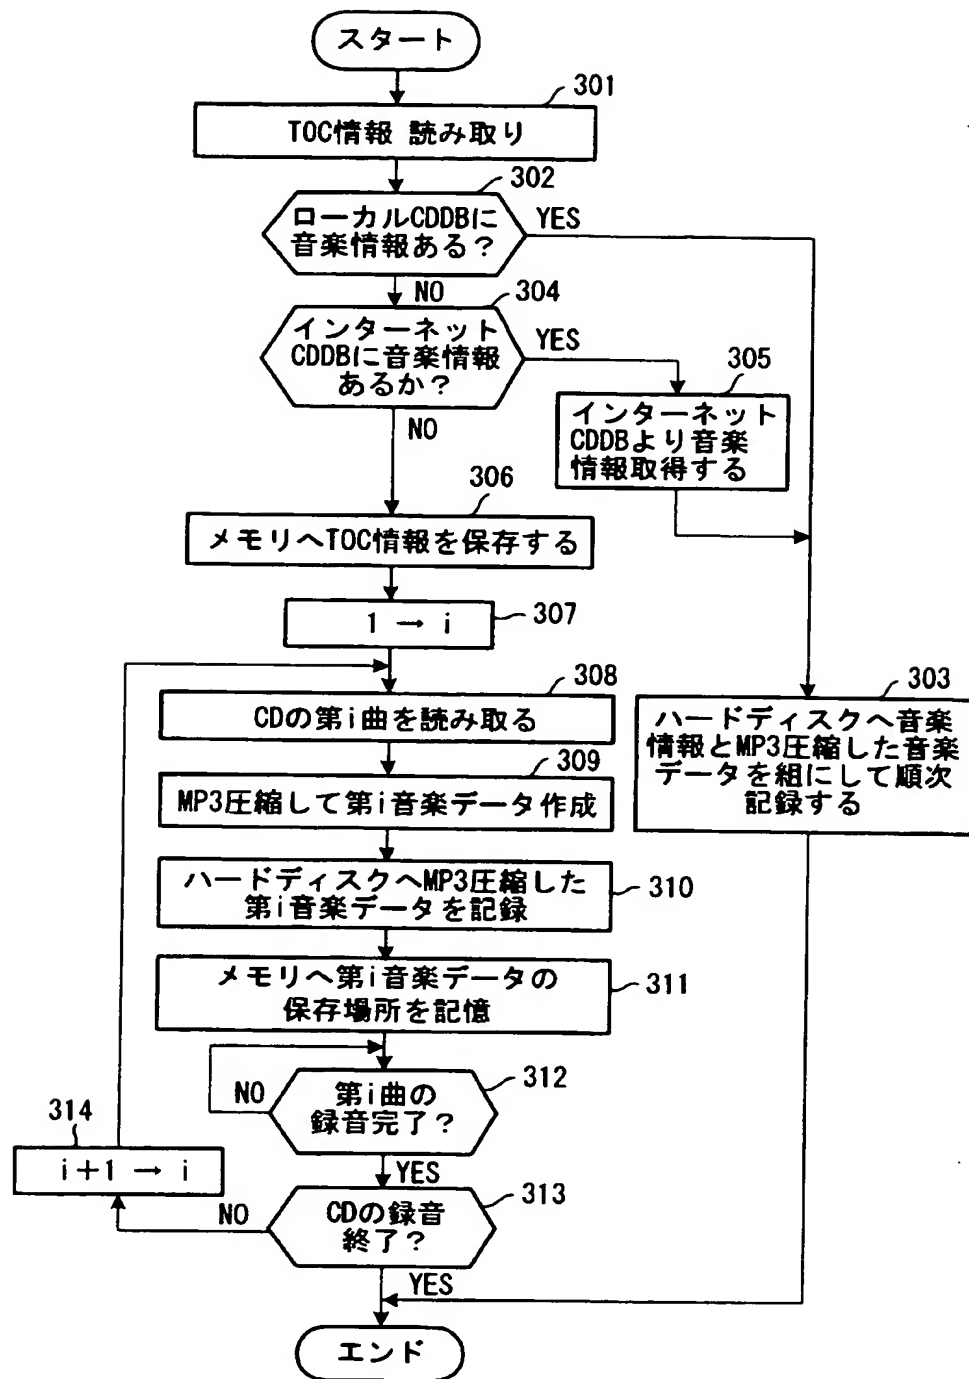 スタート
301
TOC情報 読み取り
302
ローカルCDDBに
音楽情報ある?
YES
NO
304
インターネット
CDDBに音楽情報
あるか?
YES
305
インターネット
CDDBより音楽
情報取得する
NO
306
メモリへTOC情報を保存する
1 → i
307
308
CDの第i曲を読み取る
303
ハードディスクへ音楽
情報とMP3圧縮した音楽
データを組にして順次
記録する
309
MP3圧縮して第i音楽データ作成
ハードディスクへMP3圧縮した
第i音楽データを記録
310
メモリへ第i音楽データの
保存場所を記憶
311
312
第i曲の
録音完了?
NO
YES
314
i+1 → i
313
CDの録音
終了?
NO
YES
エンド